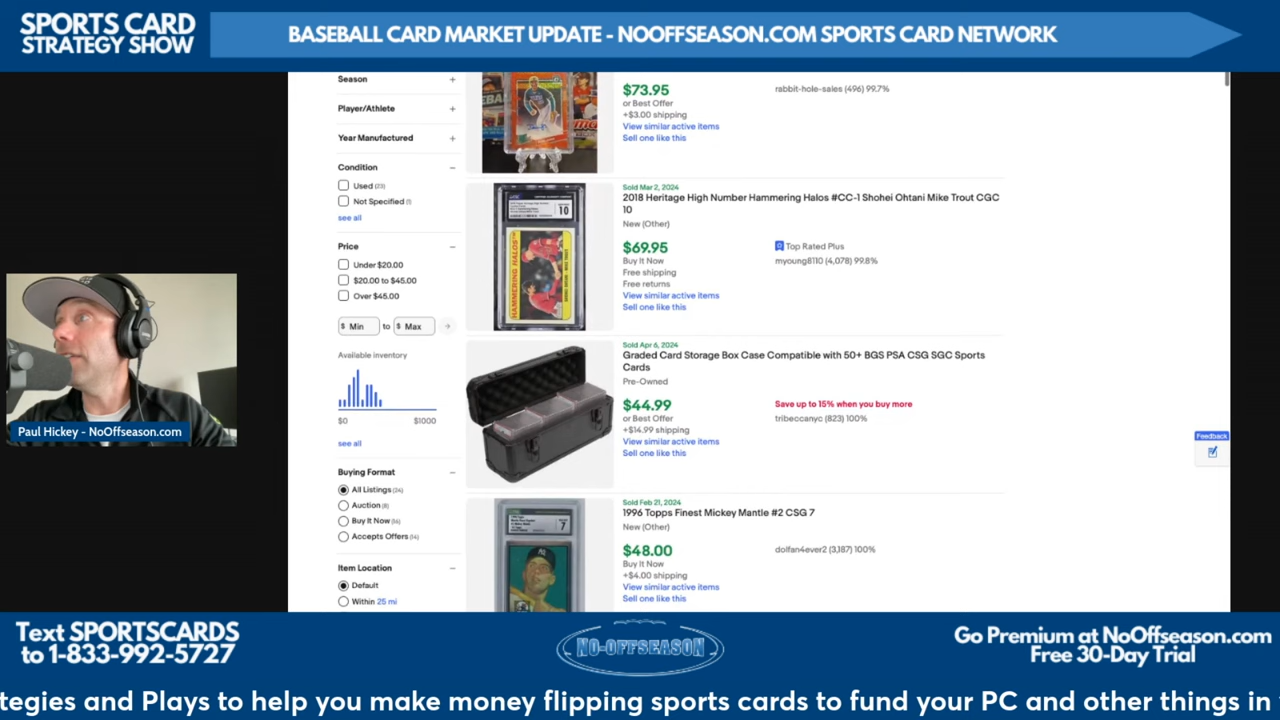 SPORTS CARD
STRATEGY SHOW
BASEBALL CARD MARKET UPDATE - NOOFFSEASON.COM SPORTS CARD NETWORK
Season
Player/Athlete
Year Manufactured
Condition
Used (23)
Not Specified (1)
see all
Price
Under $20.00
$20.00 to $45.00
Over $45.00
$ Min to $ Max
Available inventory
$0 $1000
see all
Buying Format
All Listings (24)
Auction (8)
Buy It Now (16)
Accepts Offers (14)
Item Location
Default
Within 25 mi
$73.95
or Best Offer
+$3.00 shipping
View similar active items
Sell one like this
rabbit-hole-sales (496) 99.7%
Sold Mar 2, 2024
2018 Heritage High Number Hammering Halos #CC-1 Shohei Ohtani Mike Trout CGC
10
New (Other)
$69.95
Buy It Now
Free shipping
Free returns
View similar active items
Sell one like this
Top Rated Plus
myoung8110 (4,078) 99.8%
10
HAMMERING HALOS
Sold Apr 6, 2024
Graded Card Storage Box Case Compatible with 50+ BGS PSA CSG SGC Sports
Cards
Pre-Owned
$44.99
or Best Offer
+$14.99 shipping
View similar active items
Sell one like this
Save up to 15% when you buy more
tribeccanyc (823) 100%
Sold Feb 21, 2024
1996 Topps Finest Mickey Mantle #2 CSG 7
New (Other)
$48.00
Buy It Now
+$4.00 shipping
View similar active items
Sell one like this
dolfan4ever2 (3,187) 100%
7
Feedback
Paul Hickey - NoOffseason.com
Text SPORTSCARDS
to 1-833-992-5727
NO-OFFSEASON
Go Premium at NoOffseason.com
Free 30-Day Trial
tegies and Plays to help you make money flipping sports cards to fund your PC and other things in